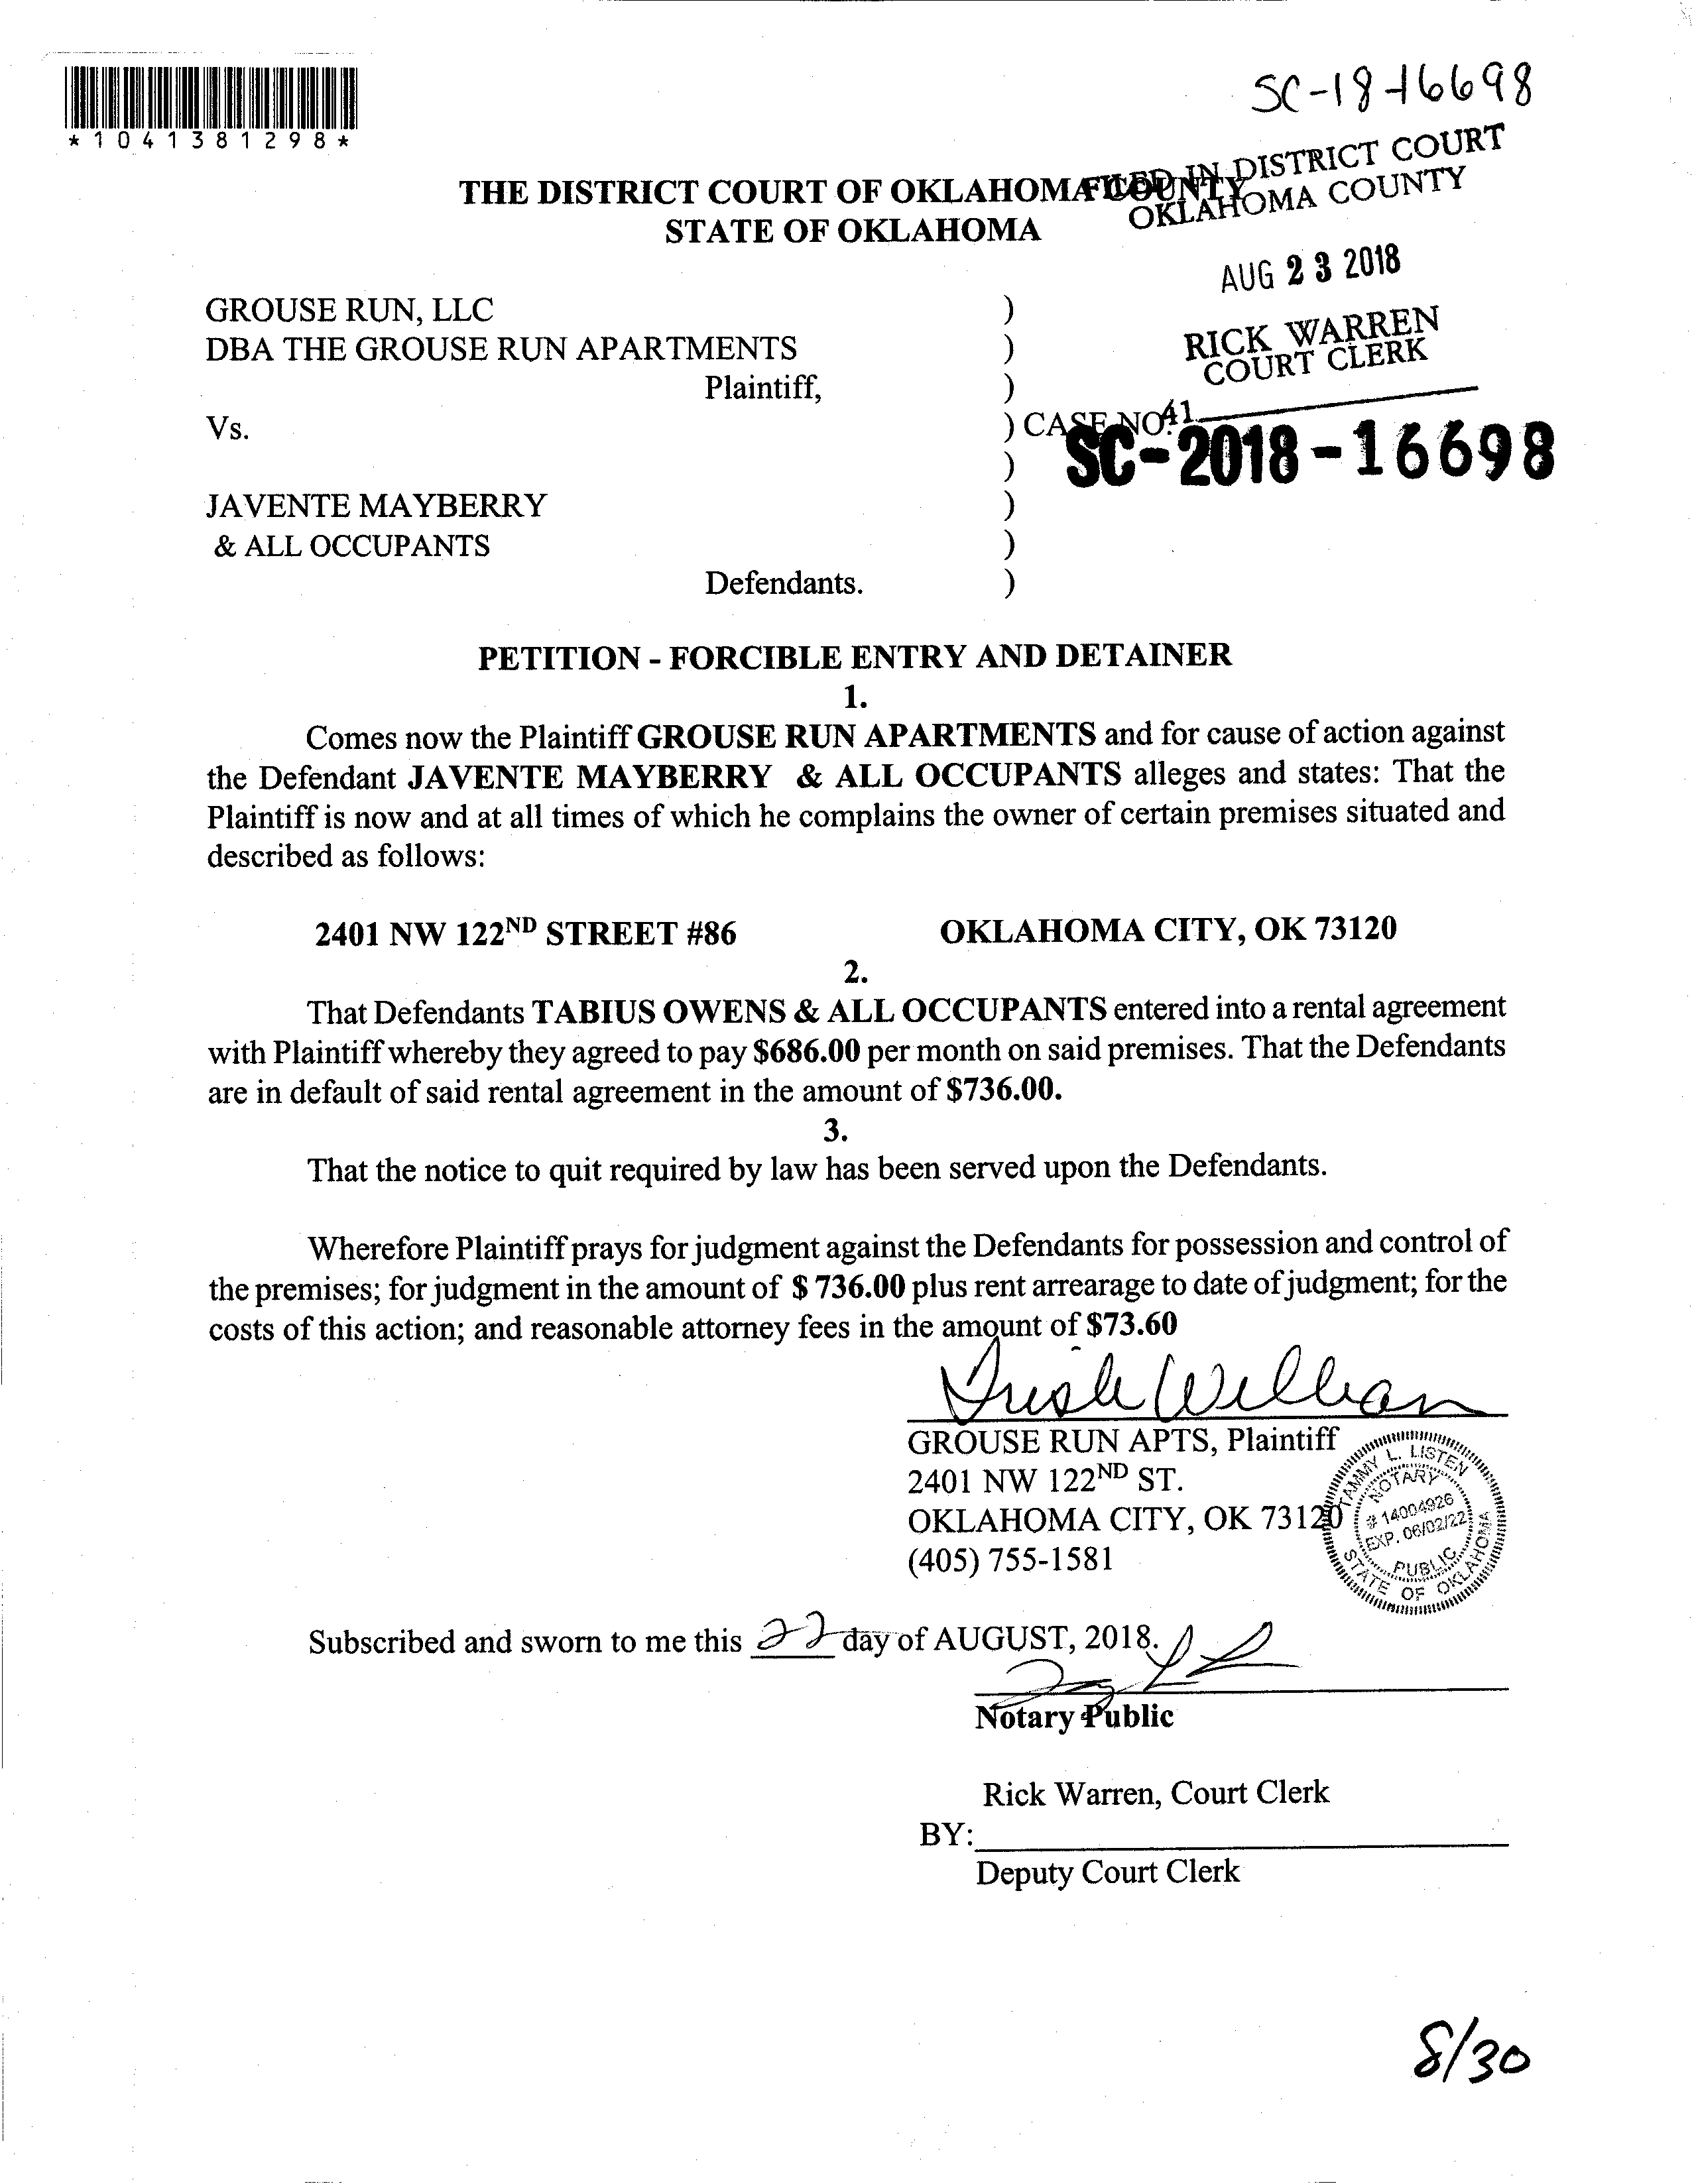 SC-18-16698
*1041381298*
FILED IN DISTRICT COURT
OKLAHOMA COUNTY
THE DISTRICT COURT OF OKLAHOMA COUNTY
STATE OF OKLAHOMA
AUG 23 2018
RICK WARREN
COURT CLERK
41
GROUSE RUN, LLC )
DBA THE GROUSE RUN APARTMENTS )
Plaintiff, )
Vs. ) CASE NO.
) SC-2018-16698
JAVENTE MAYBERRY )
& ALL OCCUPANTS )
Defendants. )
PETITION - FORCIBLE ENTRY AND DETAINER
1.
Comes now the Plaintiff GROUSE RUN APARTMENTS and for cause of action against
the Defendant JAVENTE MAYBERRY & ALL OCCUPANTS alleges and states: That the
Plaintiff is now and at all times of which he complains the owner of certain premises situated and
described as follows:
2401 NW 122ND STREET #86 OKLAHOMA CITY, OK 73120
2.
That Defendants TABIUS OWENS & ALL OCCUPANTS entered into a rental agreement
with Plaintiff whereby they agreed to pay $686.00 per month on said premises. That the Defendants
are in default of said rental agreement in the amount of $736.00.
3.
That the notice to quit required by law has been served upon the Defendants.
Wherefore Plaintiff prays for judgment against the Defendants for possession and control of
the premises; for judgment in the amount of $ 736.00 plus rent arrearage to date of judgment; for the
costs of this action; and reasonable attorney fees in the amount of $73.60
GROUSE RUN APTS, Plaintiff
2401 NW 122ND ST.
OKLAHOMA CITY, OK 73120
(405) 755-1581
TAMMY L. LISTEN
NOTARY
# 14004926
EXP. 06/02/22
PUBLIC
STATE OF OKLAHOMA
Subscribed and sworn to me this 22 day of AUGUST, 2018.
Notary Public
Rick Warren, Court Clerk
BY:
Deputy Court Clerk
8/30